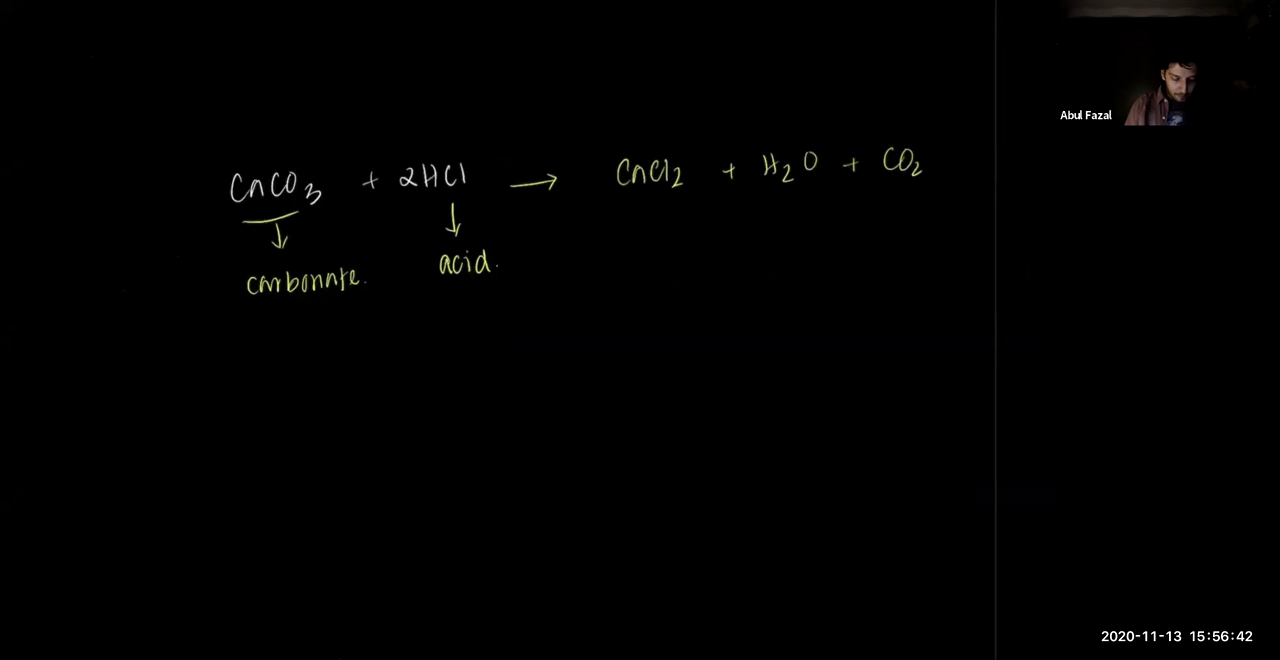 CaCO3 + 2HCl → CaCl2 + H2O + CO2
carbonate. acid.
Abul Fazal
2020-11-13 15:56:42